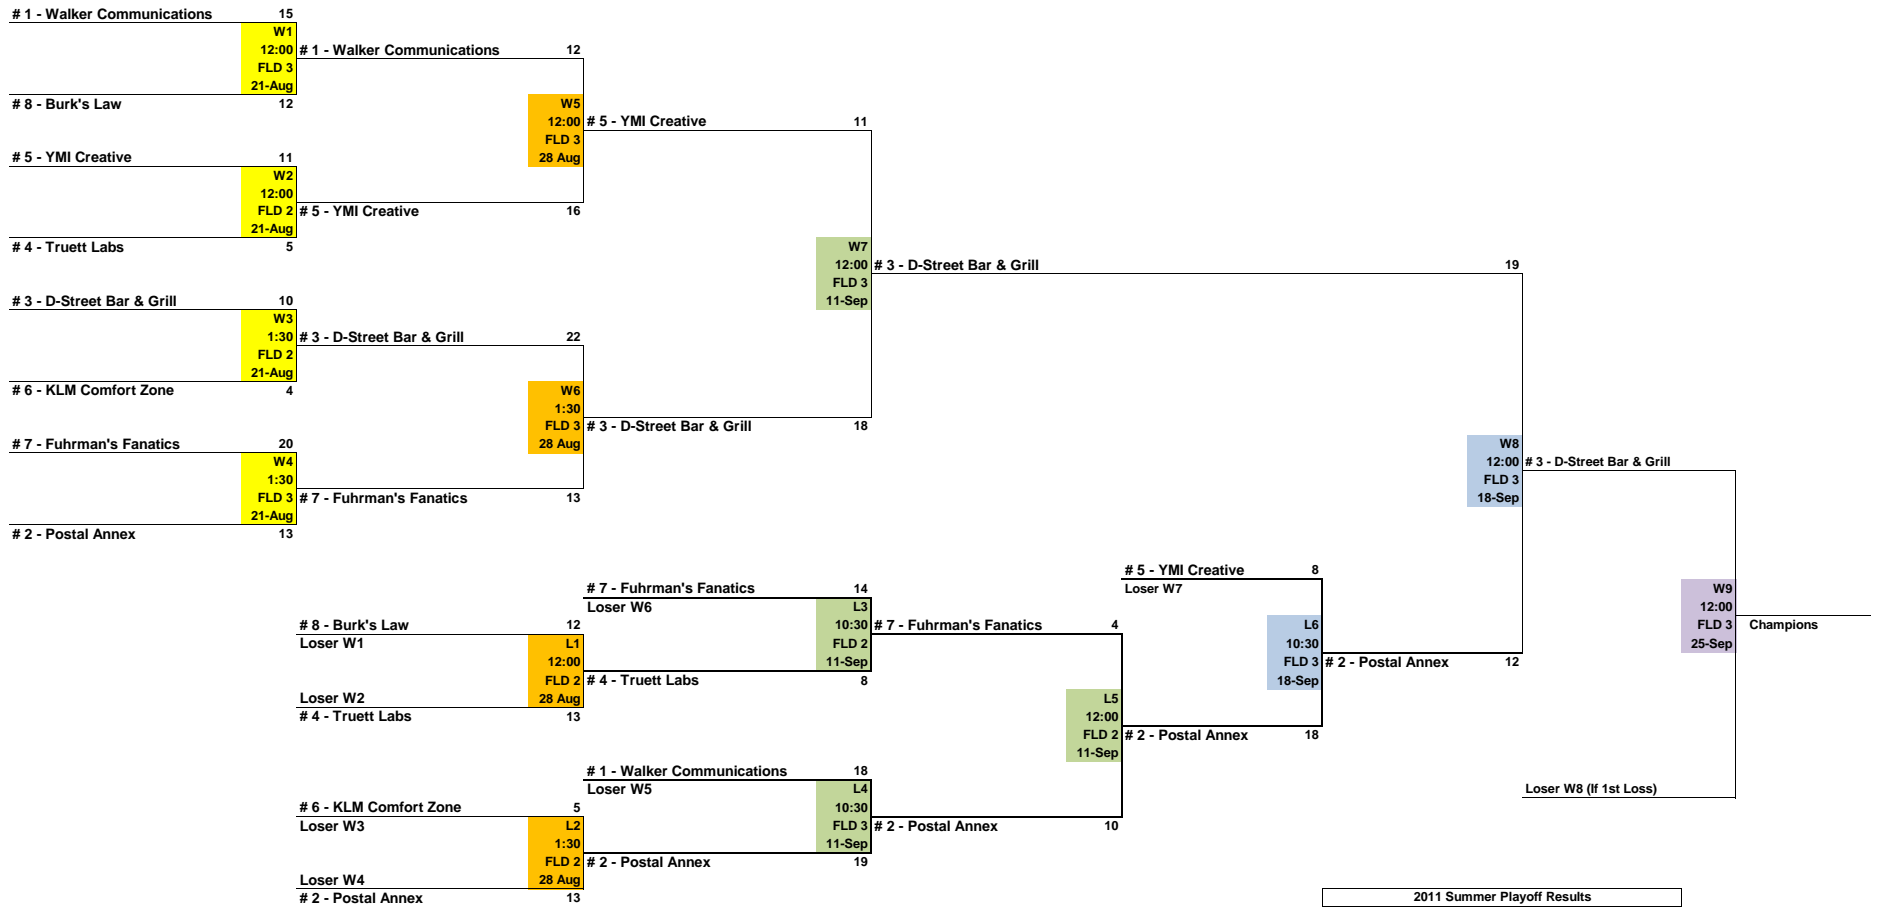 # 1 - Walker Communications 15
W1
12:00
FLD 3
21-Aug
# 8 - Burk's Law 12
# 5 - YMI Creative 11
W2
12:00
FLD 2
21-Aug
# 4 - Truett Labs 5
# 3 - D-Street Bar & Grill 10
W3
1:30
FLD 2
21-Aug
# 6 - KLM Comfort Zone 4
# 7 - Fuhrman's Fanatics 20
W4
1:30
FLD 3
21-Aug
# 2 - Postal Annex 13
# 1 - Walker Communications 12
W5
12:00
FLD 3
28 Aug
# 5 - YMI Creative 16
# 3 - D-Street Bar & Grill 22
W6
1:30
FLD 3
28 Aug
# 7 - Fuhrman's Fanatics 13
# 5 - YMI Creative 11
W7
12:00
FLD 3
11-Sep
# 3 - D-Street Bar & Grill 18
# 3 - D-Street Bar & Grill 19
W8
12:00
FLD 3
18-Sep
# 2 - Postal Annex 12
# 3 - D-Street Bar & Grill
W9
12:00
FLD 3
25-Sep
Champions
Loser W8 (If 1st Loss)
# 8 - Burk's Law 12
Loser W1
L1
12:00
FLD 2
28 Aug
Loser W2
# 4 - Truett Labs 13
# 6 - KLM Comfort Zone 5
Loser W3
L2
1:30
FLD 2
28 Aug
Loser W4
# 2 - Postal Annex 13
# 7 - Fuhrman's Fanatics 14
Loser W6
L3
10:30
FLD 2
11-Sep
# 4 - Truett Labs 8
# 1 - Walker Communications 18
Loser W5
L4
10:30
FLD 3
11-Sep
# 2 - Postal Annex 19
# 7 - Fuhrman's Fanatics 4
L5
12:00
FLD 2
11-Sep
# 2 - Postal Annex 10
# 5 - YMI Creative 8
Loser W7
L6
10:30
FLD 3
18-Sep
# 2 - Postal Annex 18
2011 Summer Playoff Results